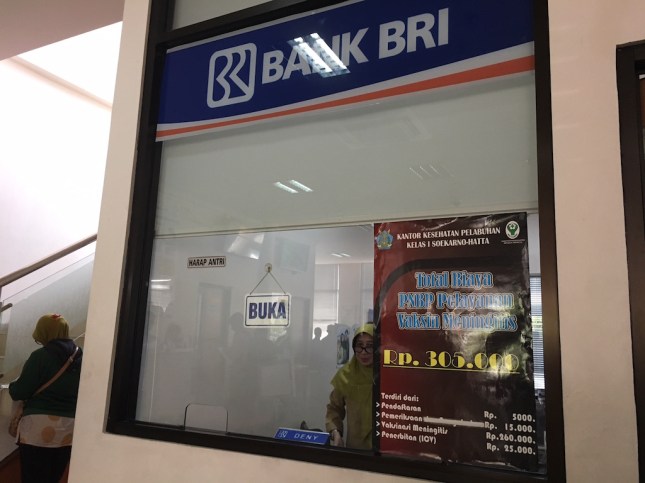 BANK BRI
KANTOR KESEHATAN PELABUHAN
KELAS I SOEKARNO-HATTA
HARAP ANTRI
BUKA
Total Biaya
PNBP Pelayanan
Vaksin Meningitis
Rp. 305.000
Terdiri dari:
> Pendaftaran Rp. 5000.
> Pemeriksaan Rp. 15.000.
> Vaksinasi Meningitis Rp. 260.000.
> Penerbitan (ICV) Rp. 25.000.
DENY